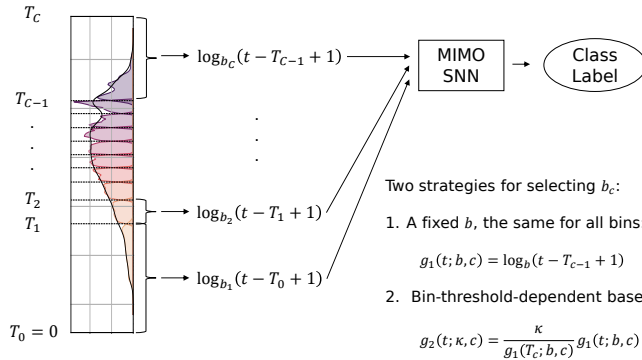 T_C
T_{C−1}
.
.
.
T_2
T_1
T_0 = 0
log_{b_C}(t − T_{C−1} + 1)
.
.
.
log_{b_2}(t − T_1 + 1)
log_{b_1}(t − T_0 + 1)
MIMO
SNN
Class
Label
Two strategies for selecting b_c:
1. A fixed b, the same for all bins
g_1(t; b, c) = log_b(t − T_{c−1} + 1)
2. Bin-threshold-dependent base
g_2(t; κ, c) = κ / g_1(T_c; b, c) g_1(t; b, c)